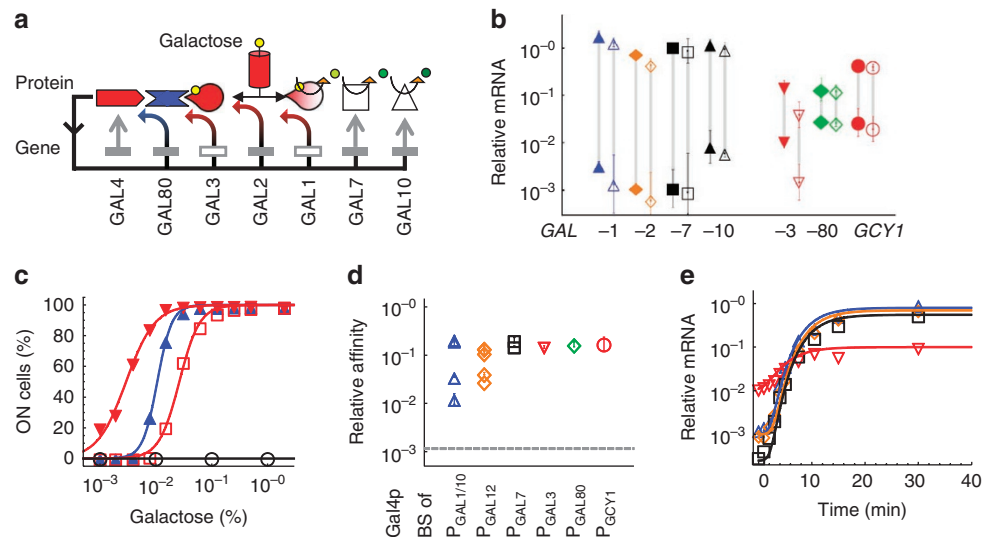 a
Galactose
Protein
Gene
GAL4
GAL80
GAL3
GAL2
GAL1
GAL7
GAL10
b
Relative mRNA
10⁻⁰
10⁻¹
10⁻²
10⁻³
GAL –1 –2 –7 –10 –3 –80 GCY1
c
ON cells (%)
100
80
60
40
20
0
10⁻³ 10⁻² 10⁻¹ 10⁻⁰
Galactose (%)
d
Relative affinity
10⁻⁰
10⁻¹
10⁻²
10⁻³
Gal4p
BS of
P_GAL1/10
P_GAL12
P_GAL7
P_GAL3
P_GAL80
P_GCY1
e
Relative mRNA
10⁻⁰
10⁻¹
10⁻²
10⁻³
0 10 20 30 40
Time (min)